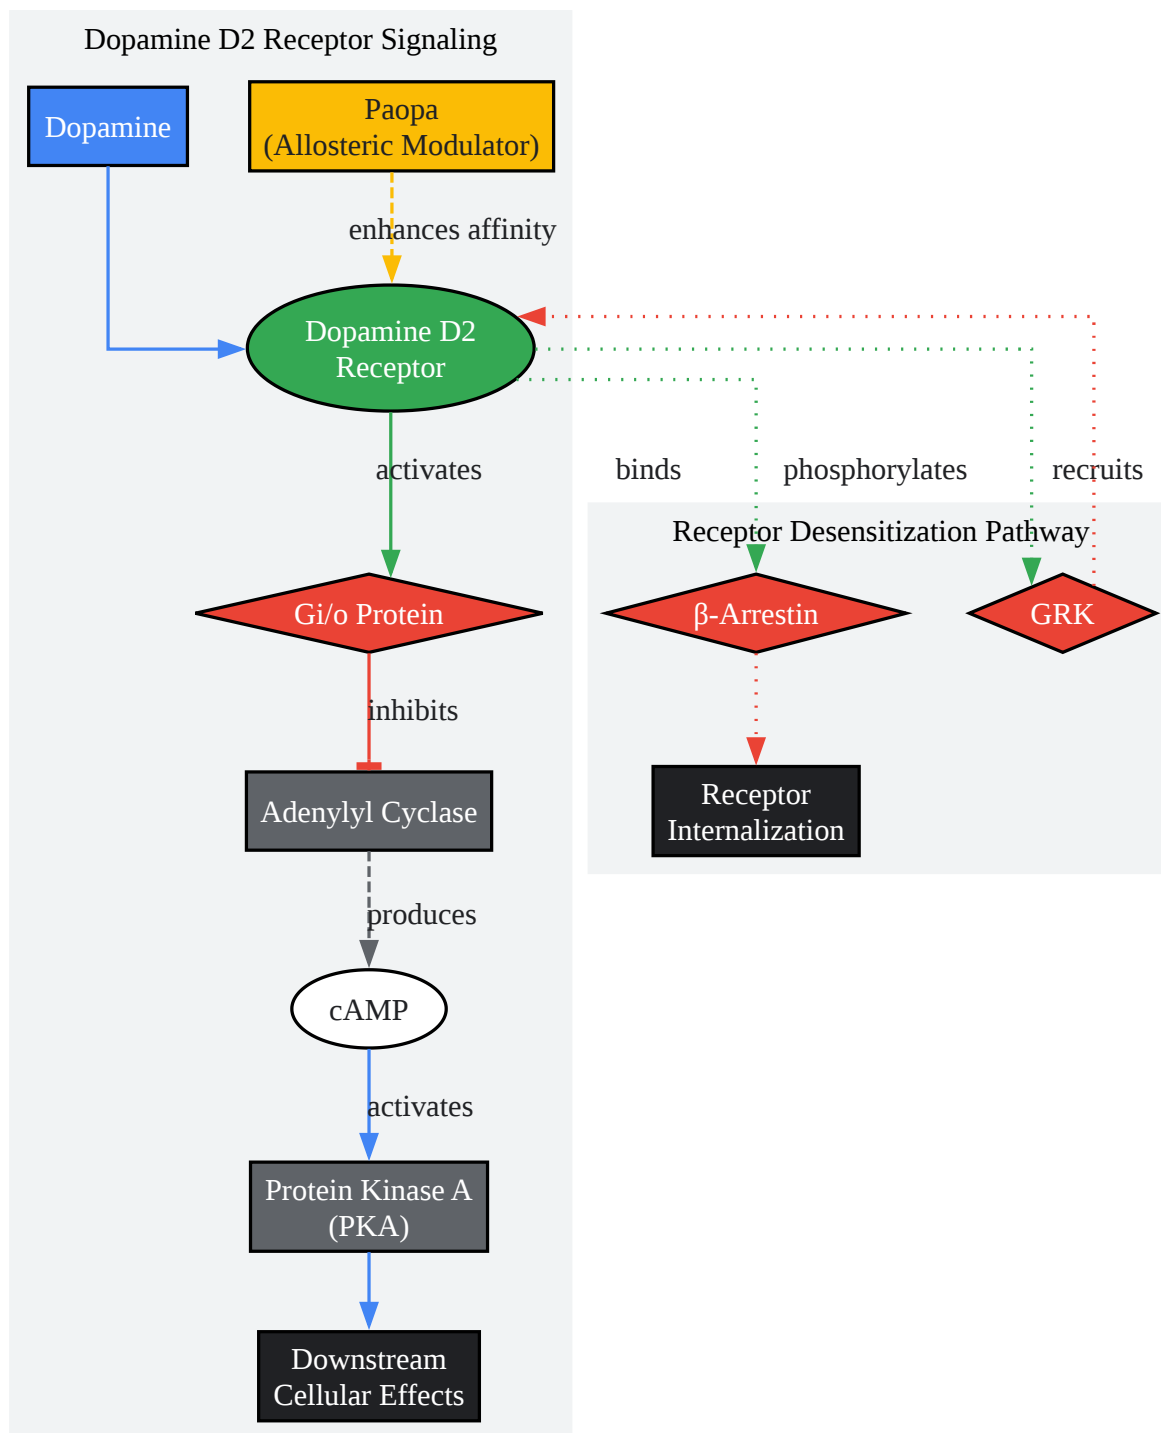 Dopamine D2 Receptor Signaling
Dopamine
Paopa
(Allosteric Modulator)
enhances affinity
Dopamine D2
Receptor
activates
binds
phosphorylates
recruits
Receptor Desensitization Pathway
Gi/o Protein
β-Arrestin
GRK
inhibits
Adenylyl Cyclase
Receptor
Internalization
produces
cAMP
activates
Protein Kinase A
(PKA)
Downstream
Cellular Effects